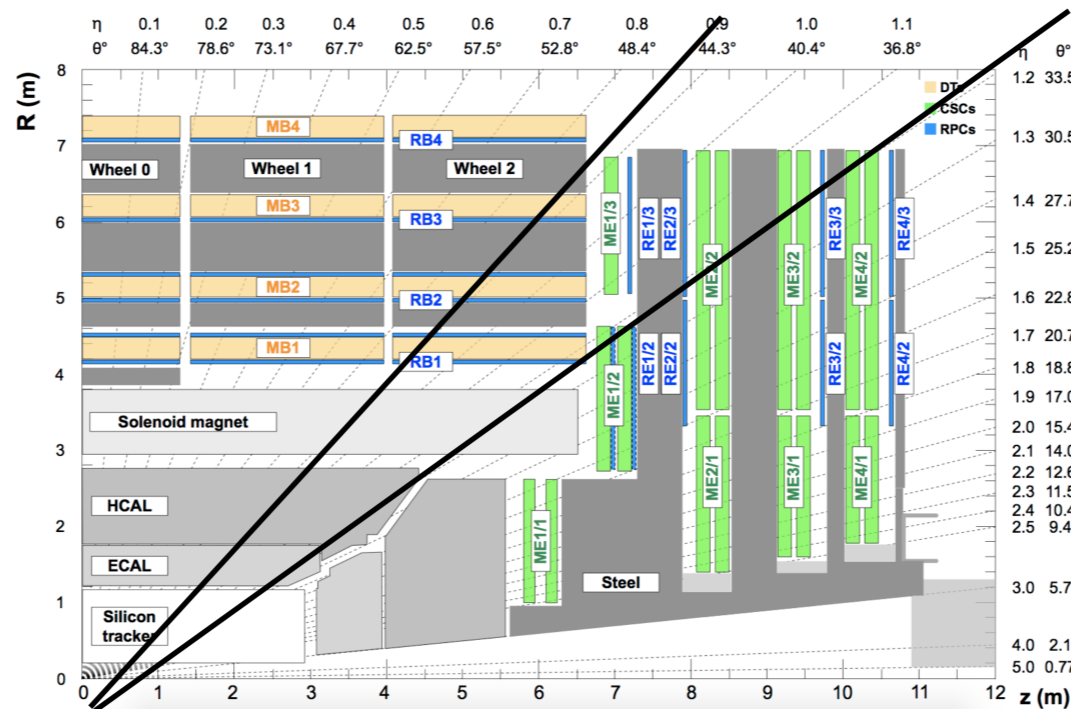 η 0.1 0.2 0.3 0.4 0.5 0.6 0.7 0.8 0.9 1.0 1.1
θ° 84.3° 78.6° 73.1° 67.7° 62.5° 57.5° 52.8° 48.4° 44.3° 40.4° 36.8° η θ°
R (m)
8
7
6
5
4
3
2
1
0
1.2 33.5
1.3 30.5
1.4 27.7
1.5 25.2
1.6 22.8
1.7 20.7
1.8 18.8
1.9 17.0
2.0 15.4
2.1 14.0
2.2 12.6
2.3 11.5
2.4 10.4
2.5 9.4
3.0 5.7
4.0 2.1
5.0 0.77
DTs
CSCs
RPCs
MB4
RB4
Wheel 0
Wheel 1
Wheel 2
MB3
RB3
MB2
RB2
MB1
RB1
Solenoid magnet
HCAL
ECAL
Silicon
tracker
Steel
ME1/3
RE1/3
RE2/3
ME2/2
ME3/2
RE3/3
ME4/2
RE4/3
ME1/2
RE1/2
RE2/2
RE3/2
RE4/2
ME1/1
ME2/1
ME3/1
ME4/1
0 1 2 3 4 5 6 7 8 9 10 11 12 z (m)